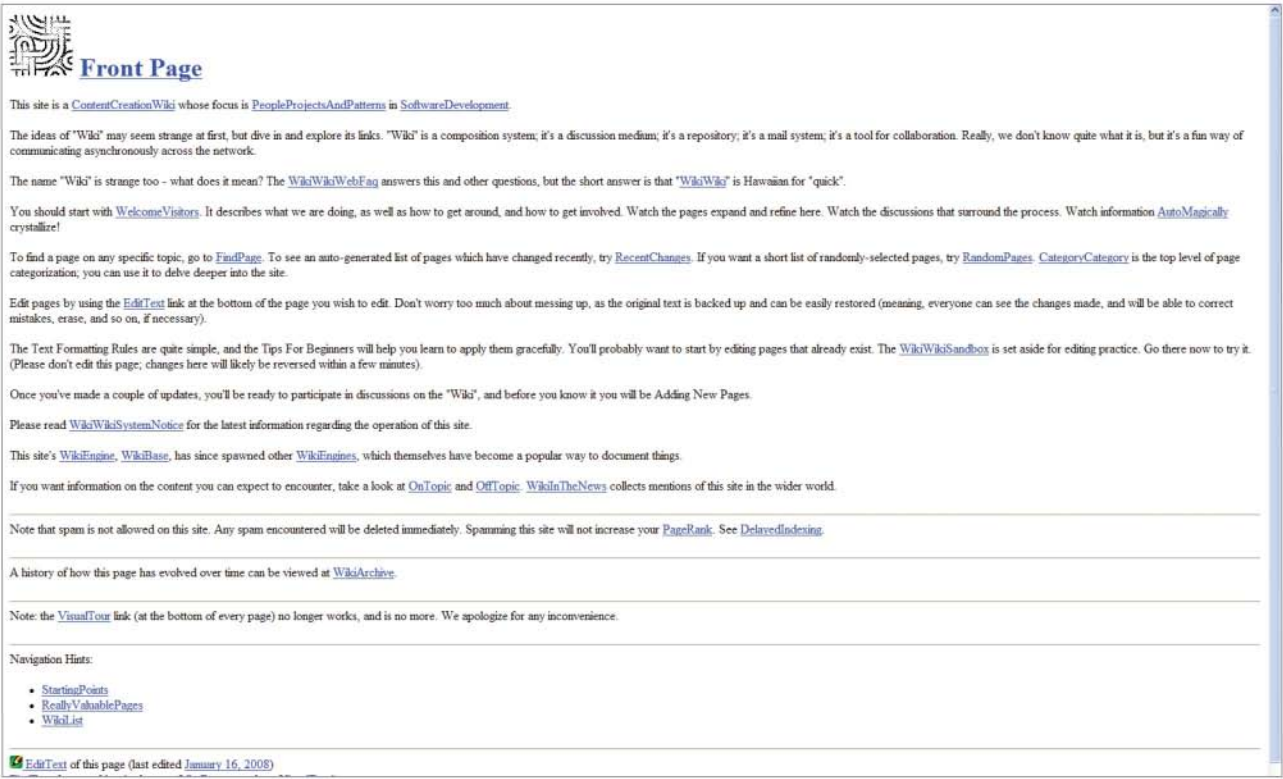 Front Page
This site is a ContentCreationWiki whose focus is PeopleProjectsAndPatterns in SoftwareDevelopment.
The ideas of "Wiki" may seem strange at first, but dive in and explore its links. "Wiki" is a composition system; it's a discussion medium; it's a repository; it's a mail system; it's a tool for collaboration. Really, we don't know quite what it is, but it's a fun way of
communicating asynchronously across the network.
The name "Wiki" is strange too - what does it mean? The WikiWikiWebFaq answers this and other questions, but the short answer is that "WikiWiki" is Hawaiian for "quick".
You should start with WelcomeVisitors. It describes what we are doing, as well as how to get around, and how to get involved. Watch the pages expand and refine here. Watch the discussions that surround the process. Watch information AutoMagically
crystallize!
To find a page on any specific topic, go to FindPage. To see an auto-generated list of pages which have changed recently, try RecentChanges. If you want a short list of randomly-selected pages, try RandomPages. CategoryCategory is the top level of page
categorization; you can use it to delve deeper into the site.
Edit pages by using the EditText link at the bottom of the page you wish to edit. Don't worry too much about messing up, as the original text is backed up and can be easily restored (meaning, everyone can see the changes made, and will be able to correct
mistakes, erase, and so on, if necessary).
The Text Formatting Rules are quite simple, and the Tips For Beginners will help you learn to apply them gracefully. You'll probably want to start by editing pages that already exist. The WikiWikiSandbox is set aside for editing practice. Go there now to try it.
(Please don't edit this page; changes here will likely be reversed within a few minutes).
Once you've made a couple of updates, you'll be ready to participate in discussions on the "Wiki", and before you know it you will be Adding New Pages.
Please read WikiWikiSystemNotice for the latest information regarding the operation of this site.
This site's WikiEngine, WikiBase, has since spawned other WikiEngines, which themselves have become a popular way to document things.
If you want information on the content you can expect to encounter, take a look at OnTopic and OffTopic. WikiInTheNews collects mentions of this site in the wider world.
Note that spam is not allowed on this site. Any spam encountered will be deleted immediately. Spamming this site will not increase your PageRank. See DelayedIndexing.
A history of how this page has evolved over time can be viewed at WikiArchive.
Note: the VisualTour link (at the bottom of every page) no longer works, and is no more. We apologize for any inconvenience.
Navigation Hints:
• StartingPoints
• ReallyValuablePages
• WikiList
EditText of this page (last edited January 16, 2008)